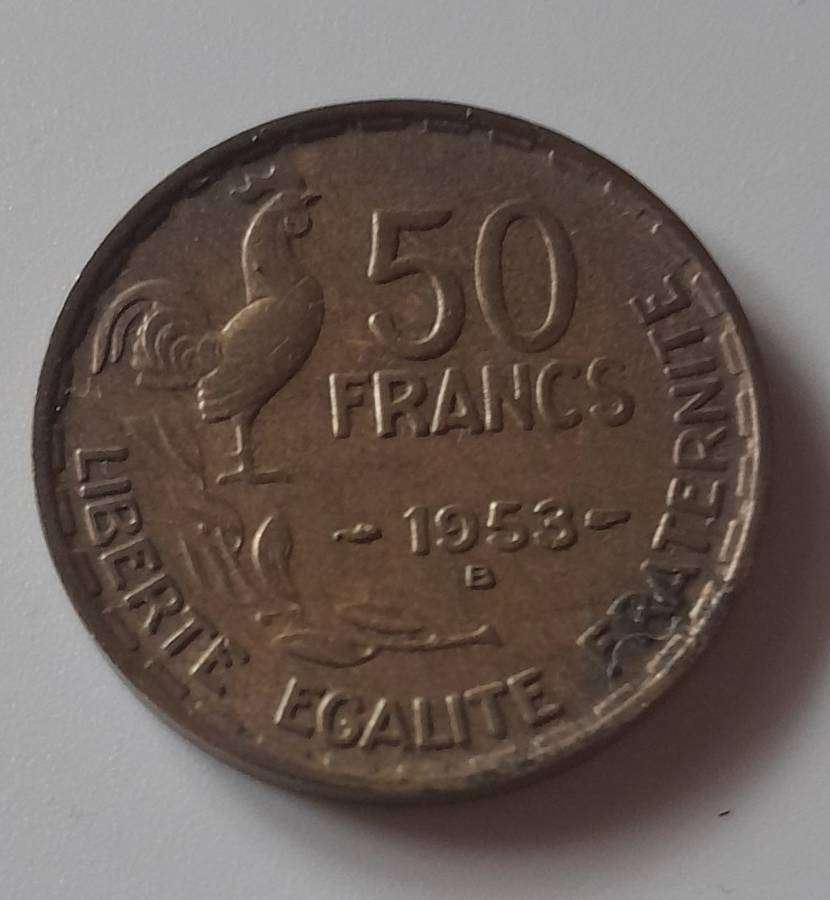 50
FRANCS
- 1953 -
B
LIBERTE EGALITE FRATERNITE